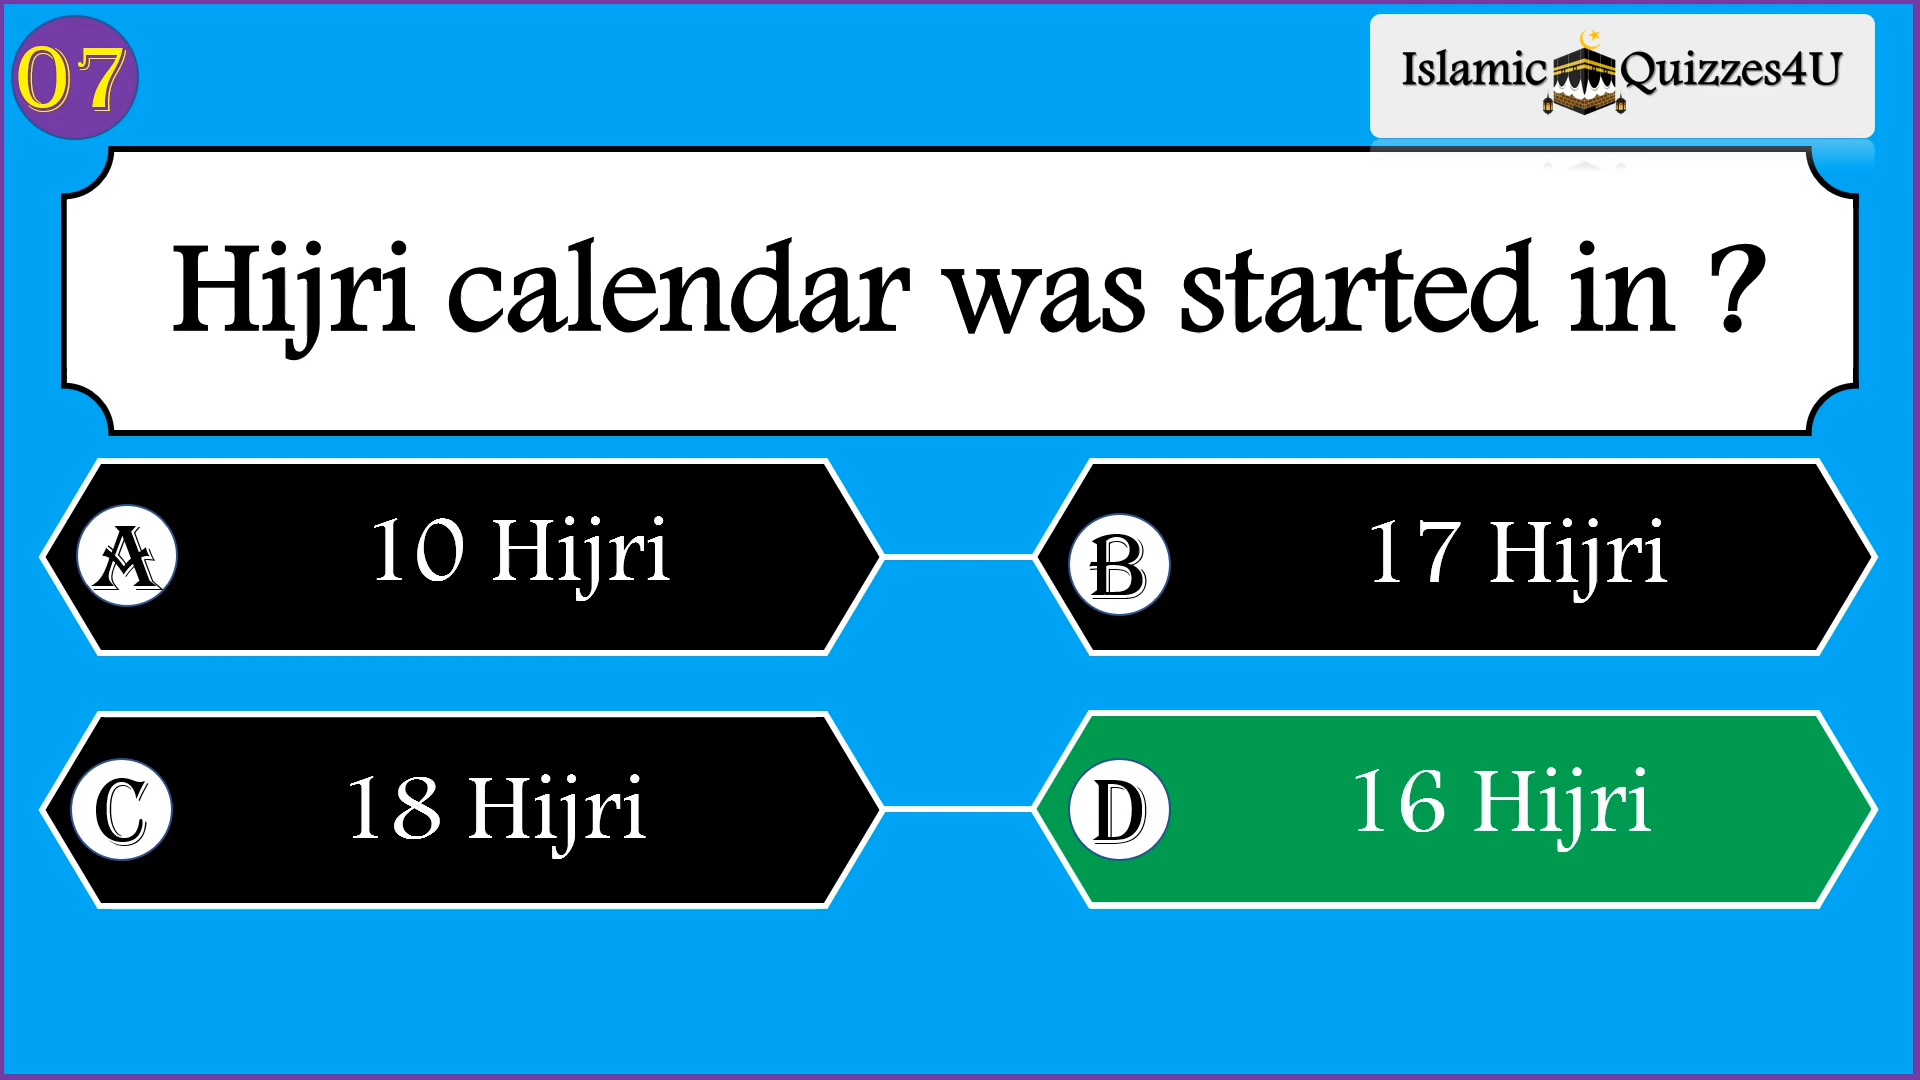 07
Islamic Quizzes4U
Hijri calendar was started in ?
A 10 Hijri
B 17 Hijri
C 18 Hijri
D 16 Hijri